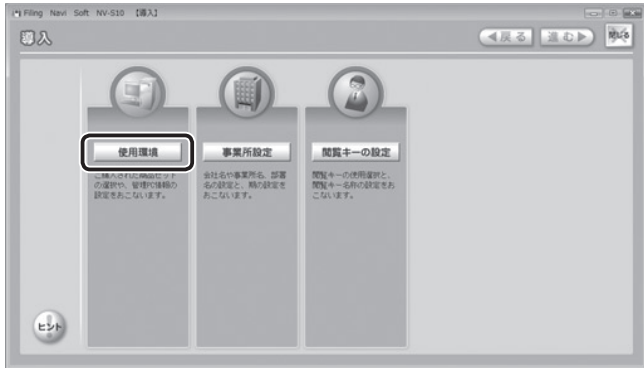 Filing Navi Soft NV-S10 【導入】
導入
戻る
進む
閉じる
使用環境
事業所設定
閲覧キーの設定
ご購入された商品セット
の選択や、管理PC情報の
設定をおこないます。
会社名や事業所名、部署
名の設定と、期の設定を
おこないます。
閲覧キーの使用選択と、
閲覧キー名称の設定をお
こないます。
ヒント